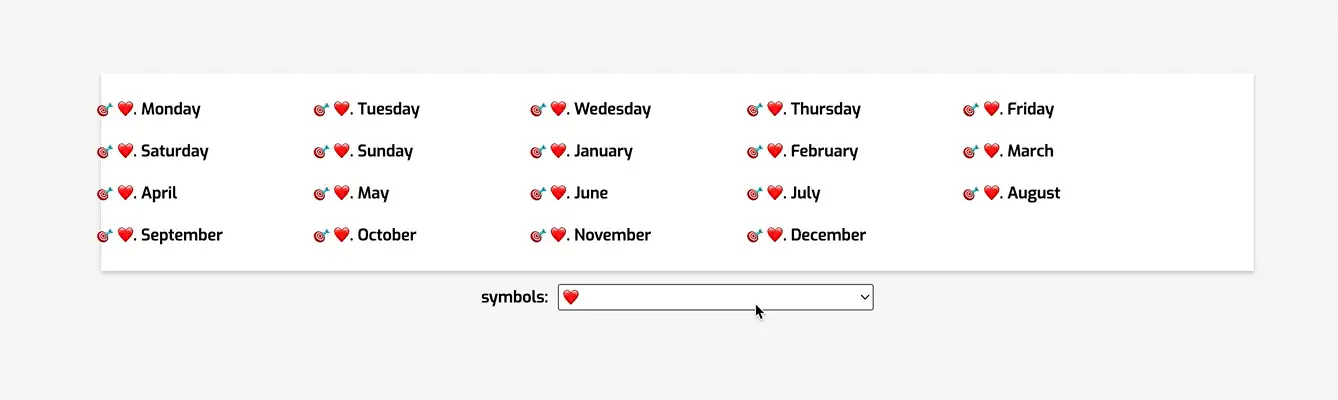 🎯 ❤️. Monday 🎯 ❤️. Tuesday 🎯 ❤️. Wedesday 🎯 ❤️. Thursday 🎯 ❤️. Friday
🎯 ❤️. Saturday 🎯 ❤️. Sunday 🎯 ❤️. January 🎯 ❤️. February 🎯 ❤️. March
🎯 ❤️. April 🎯 ❤️. May 🎯 ❤️. June 🎯 ❤️. July 🎯 ❤️. August
🎯 ❤️. September 🎯 ❤️. October 🎯 ❤️. November 🎯 ❤️. December
symbols: ❤️